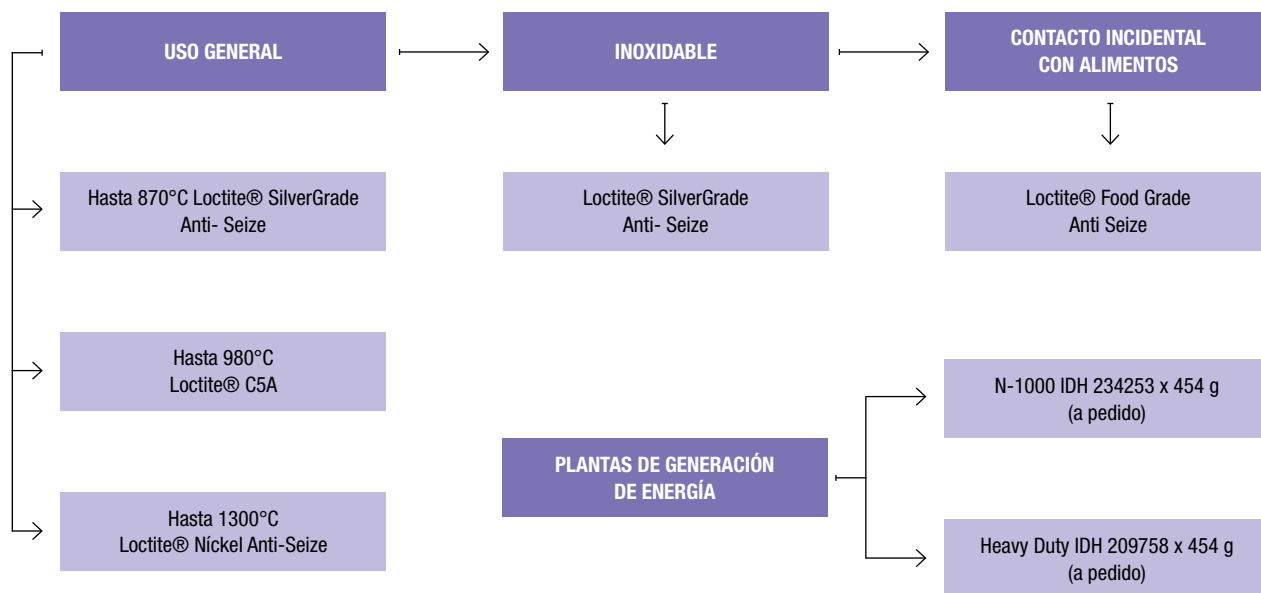 USO GENERAL
INOXIDABLE
CONTACTO INCIDENTAL
CON ALIMENTOS
Hasta 870°C Loctite® SilverGrade
Anti- Seize
Loctite® SilverGrade
Anti- Seize
Loctite® Food Grade
Anti Seize
Hasta 980°C
Loctite® C5A
N-1000 IDH 234253 x 454 g
(a pedido)
PLANTAS DE GENERACIÓN
DE ENERGÍA
Hasta 1300°C
Loctite® Níckel Anti-Seize
Heavy Duty IDH 209758 x 454 g
(a pedido)